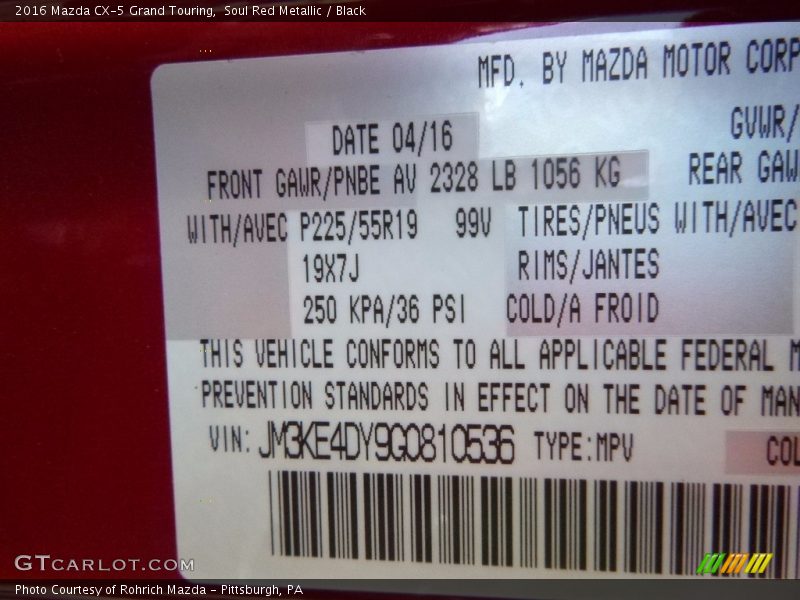 2016 Mazda CX-5 Grand Touring, Soul Red Metallic / Black
MFD. BY MAZDA MOTOR CORP
DATE 04/16 GVWR/
FRONT GAWR/PNBE AV 2328 LB 1056 KG REAR GAW
WITH/AVEC P225/55R19 99V TIRES/PNEUS WITH/AVEC
19X7J RIMS/JANTES
250 KPA/36 PSI COLD/A FROID
THIS VEHICLE CONFORMS TO ALL APPLICABLE FEDERAL M
PREVENTION STANDARDS IN EFFECT ON THE DATE OF MAN
VIN: JM3KE4DY9G0810536 TYPE:MPV COL
GTCARLOT.COM
Photo Courtesy of Rohrich Mazda - Pittsburgh, PA